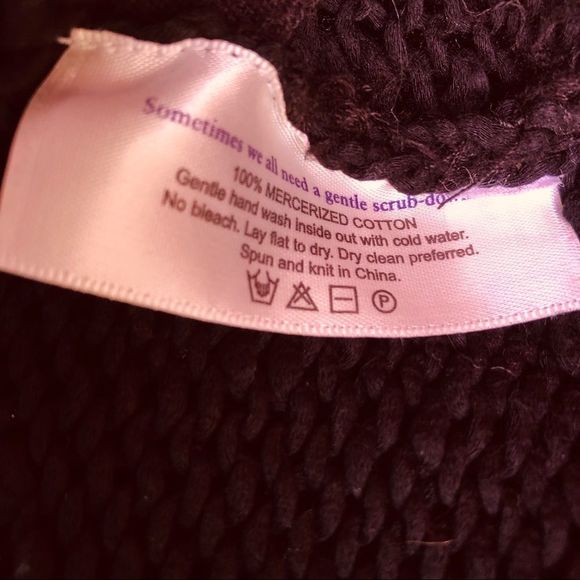 Sometimes we all need a gentle scrub-do
100% MERCERIZED COTTON
Gentle hand wash inside out with cold water.
No bleach. Lay flat to dry. Dry clean preferred.
Spun and knit in China.
P